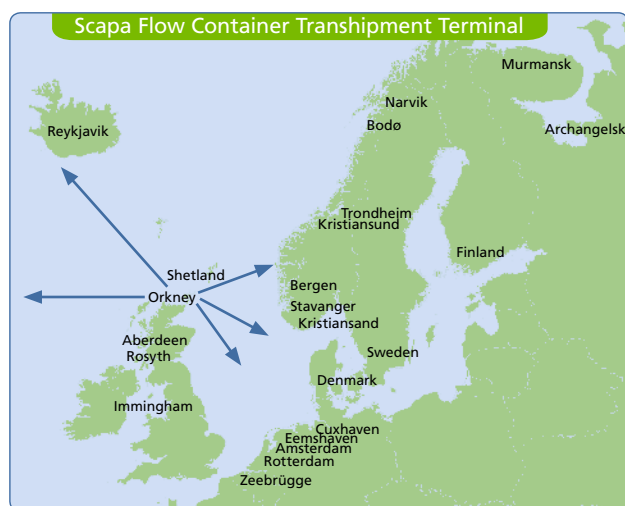 Scapa Flow Container Transhipment Terminal
Murmansk
Narvik
Bodø
Reykjavik
Archangelsk
Trondheim
Kristiansund
Finland
Shetland
Bergen
Orkney
Stavanger
Kristiansand
Aberdeen
Rosyth
Sweden
Denmark
Immingham
Cuxhaven
Eemshaven
Amsterdam
Rotterdam
Zeebrügge